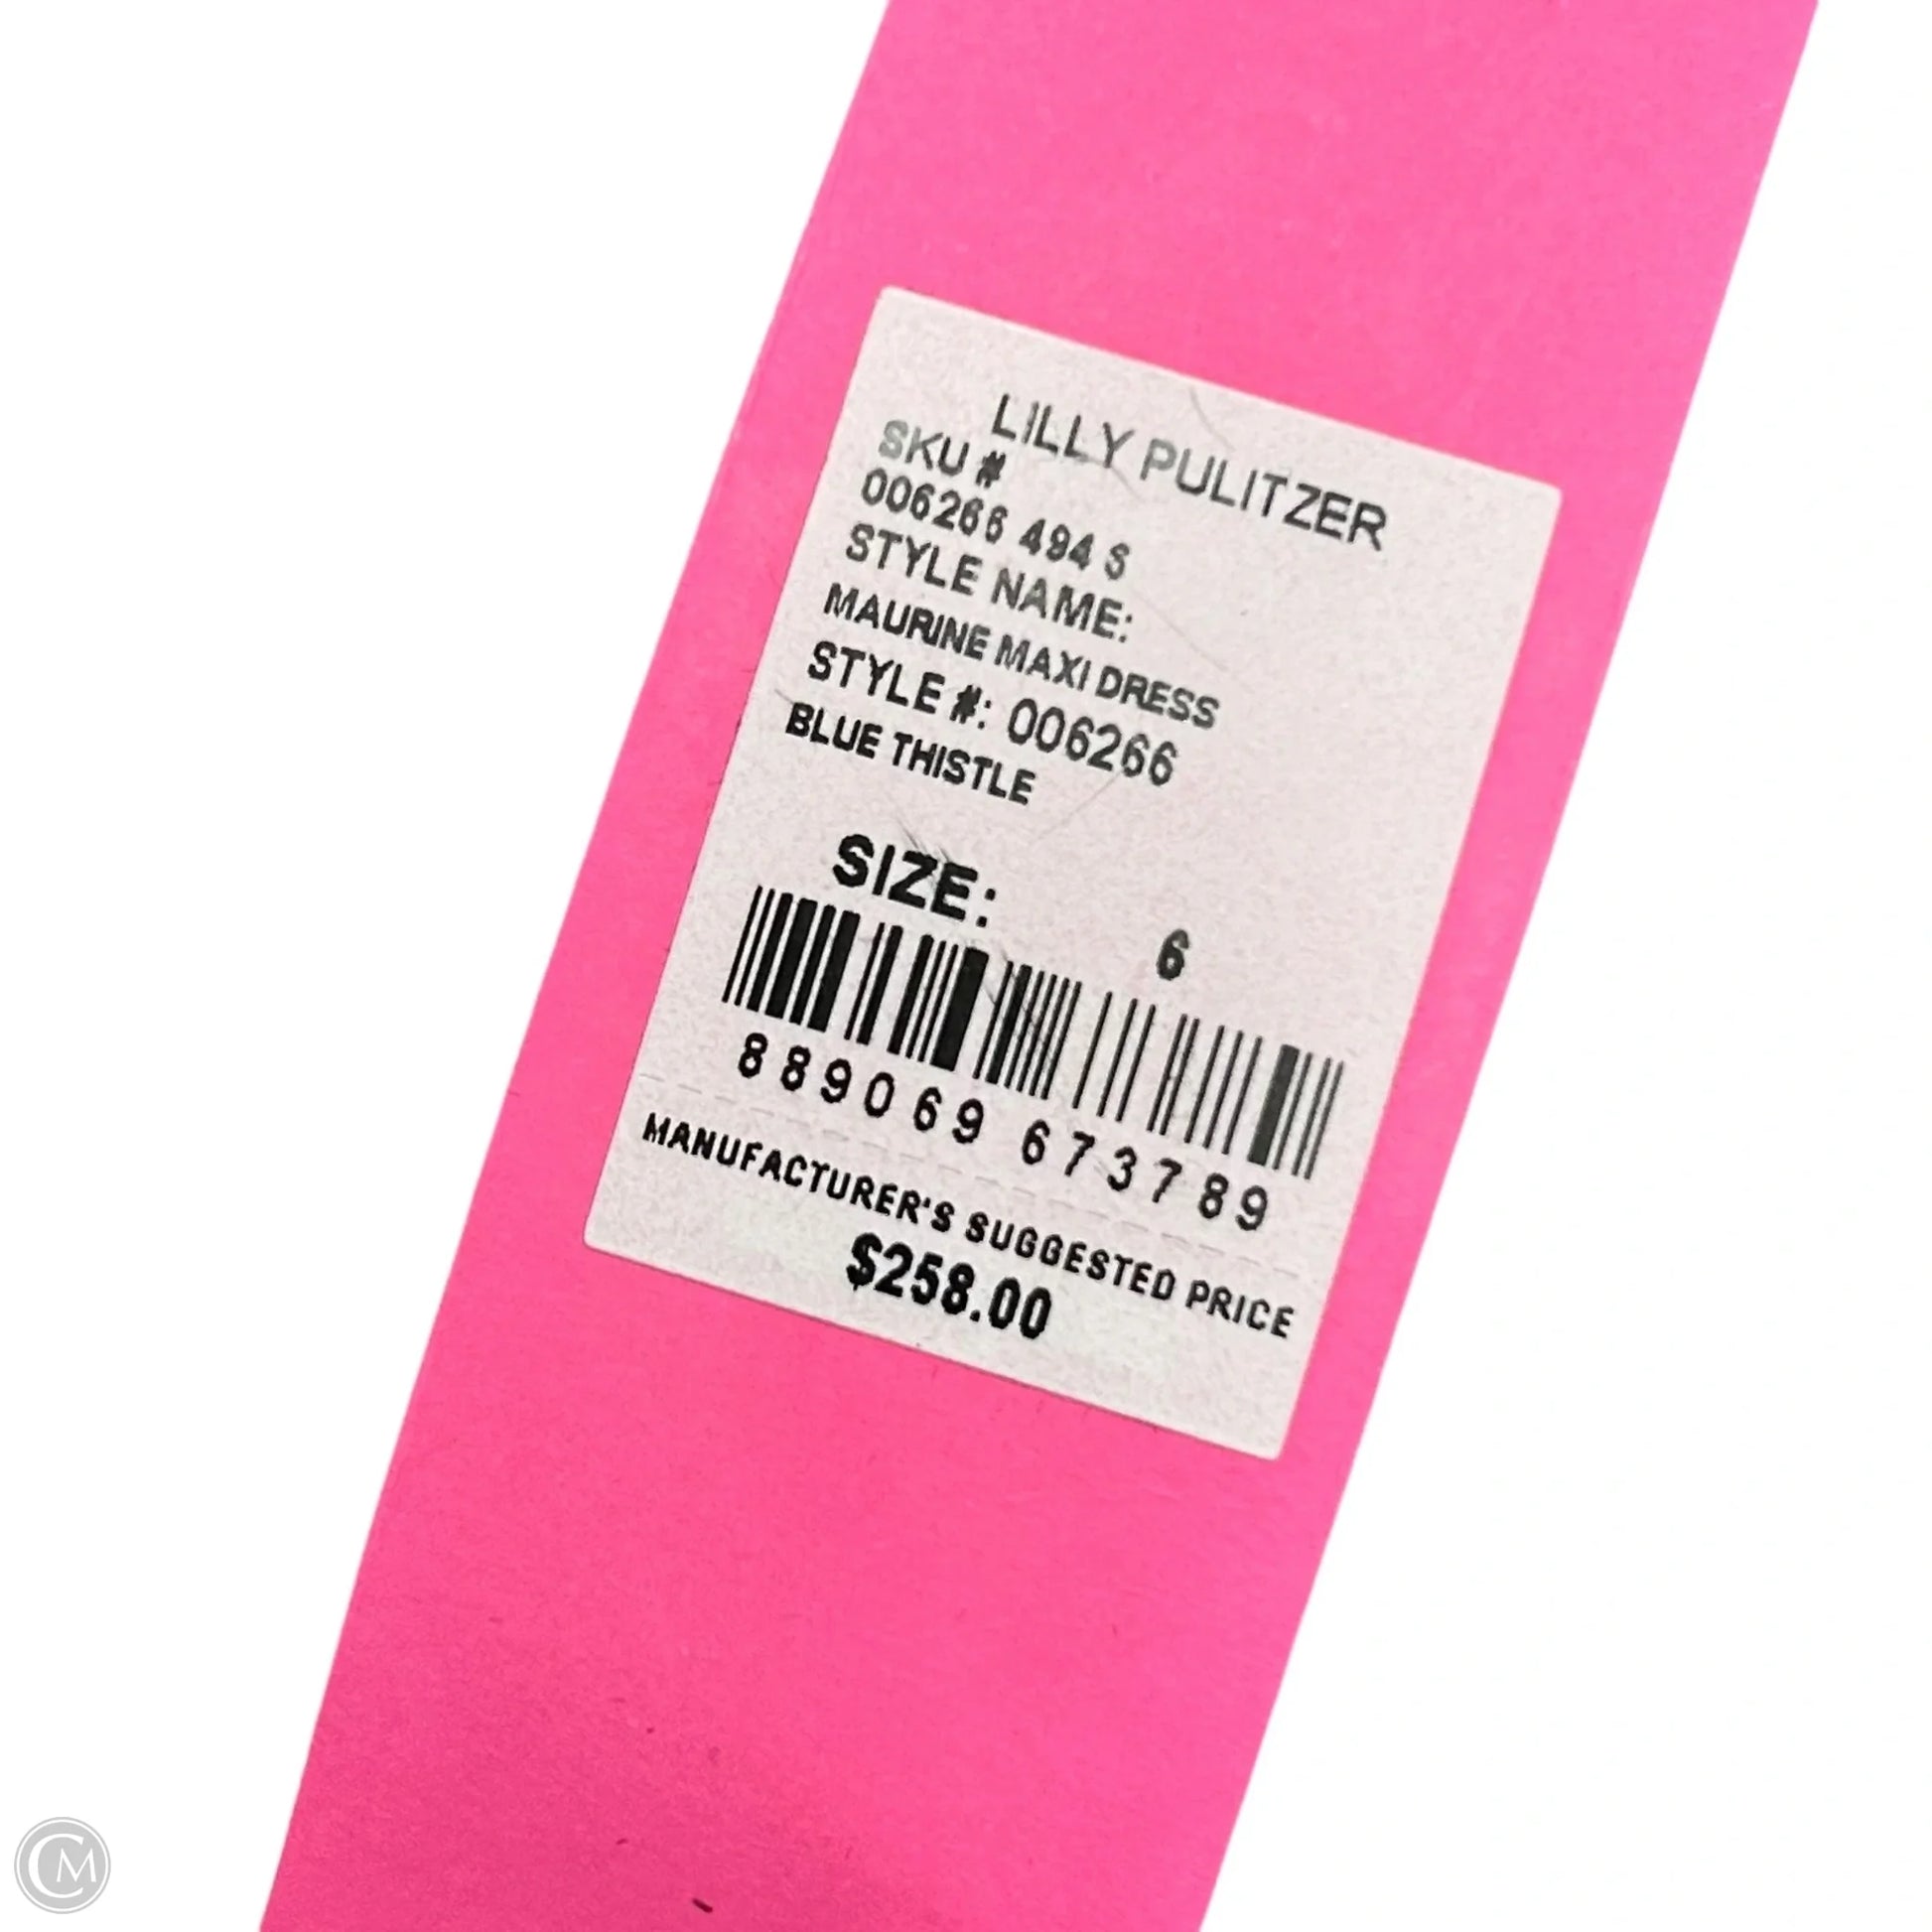 LILLY PULITZER
SKU #
006266 494 S
STYLE NAME:
MAURINE MAXI DRESS
STYLE #: 006266
BLUE THISTLE
SIZE: 6
889069 673789
MANUFACTURER'S SUGGESTED PRICE
$258.00
CM